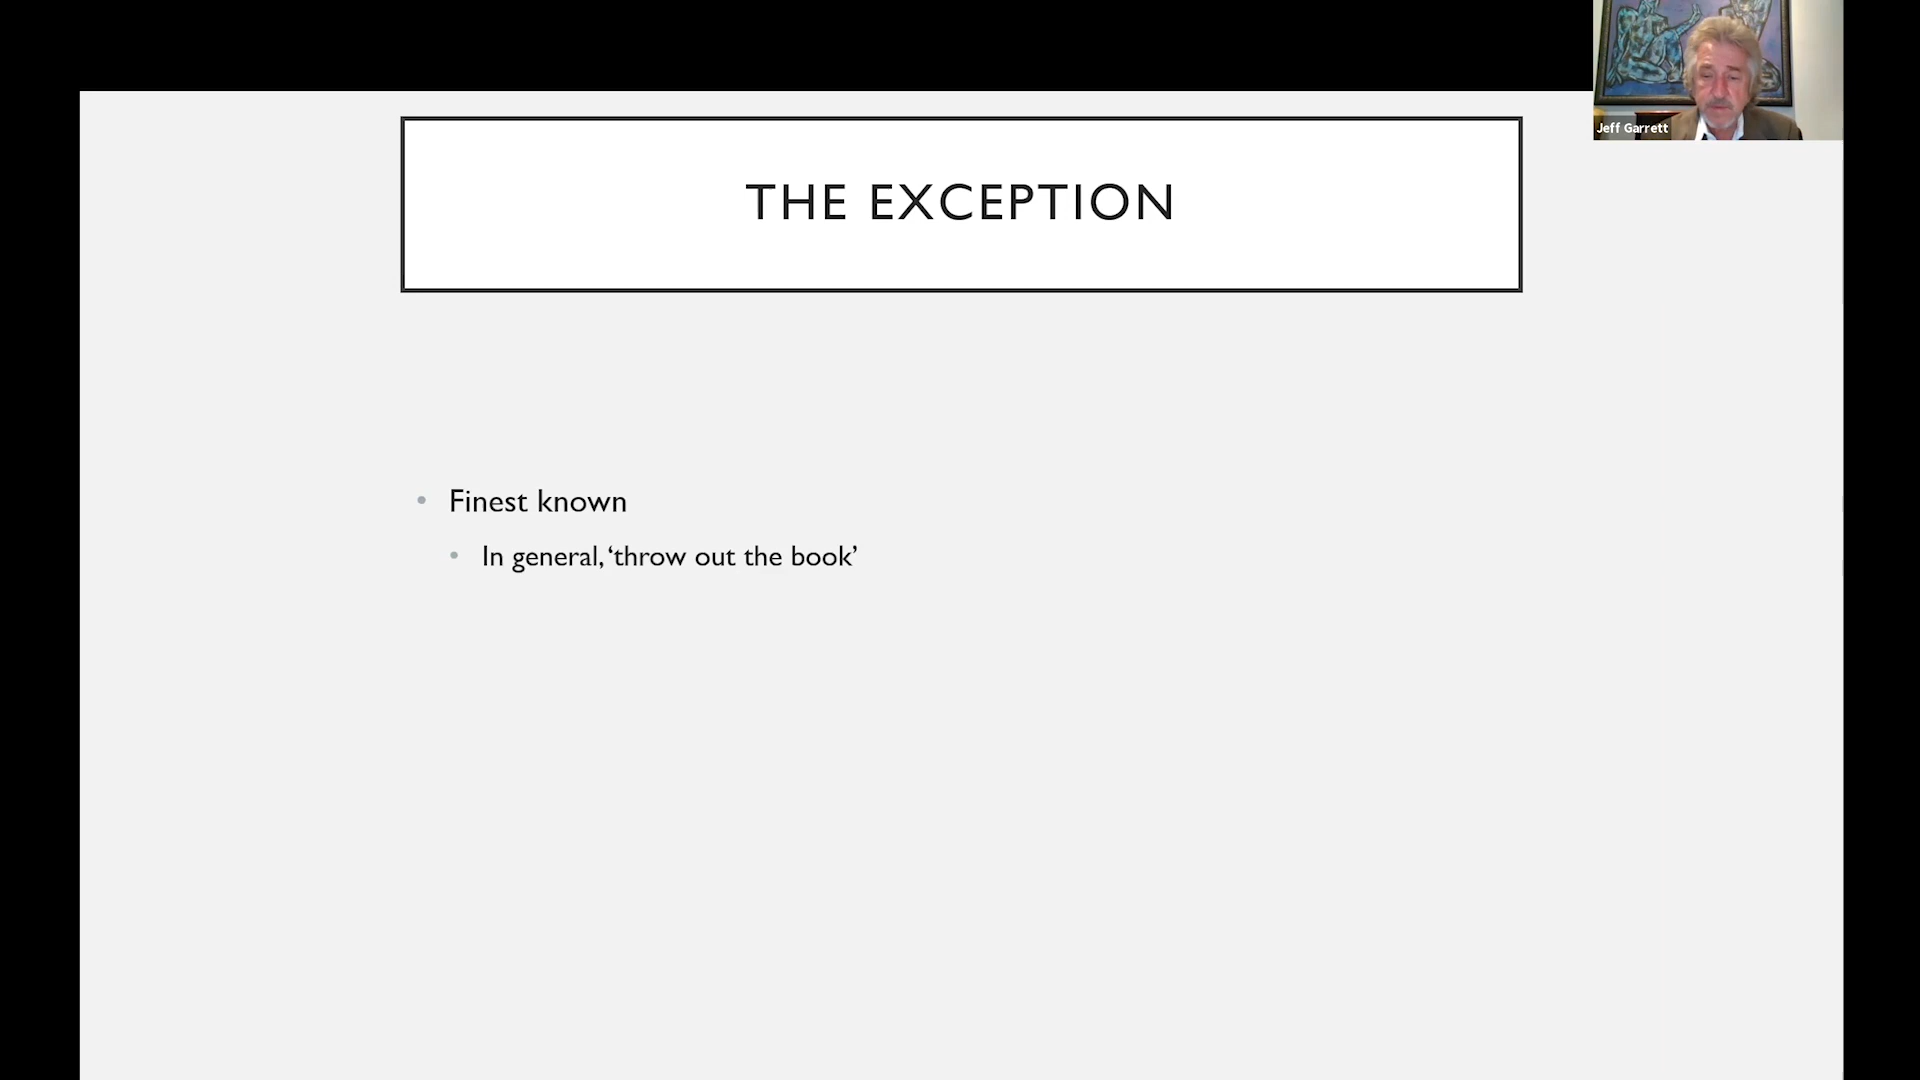 Jeff Garrett
THE EXCEPTION
• Finest known
• In general, ‘throw out the book’